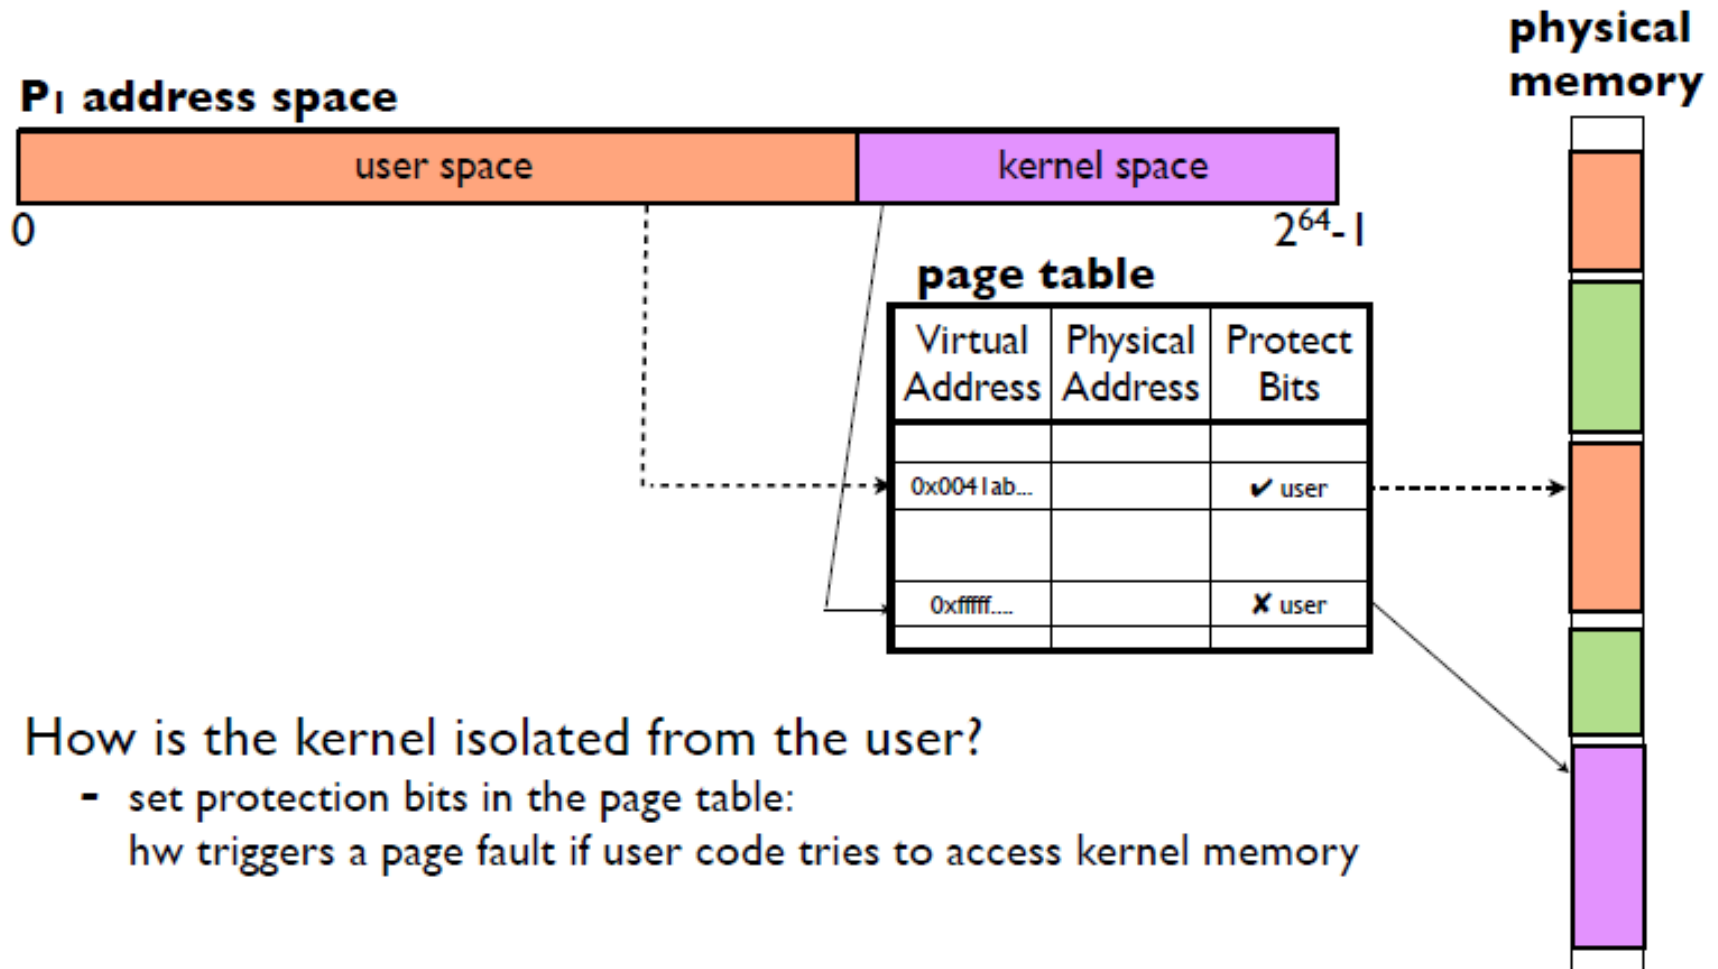 physical
memory
P1 address space
user space
kernel space
0
2^64-1
page table
Virtual Address
Physical Address
Protect Bits
0x0041ab...
✔ user
0xfffff....
✘ user
How is the kernel isolated from the user?
- set protection bits in the page table:
hw triggers a page fault if user code tries to access kernel memory